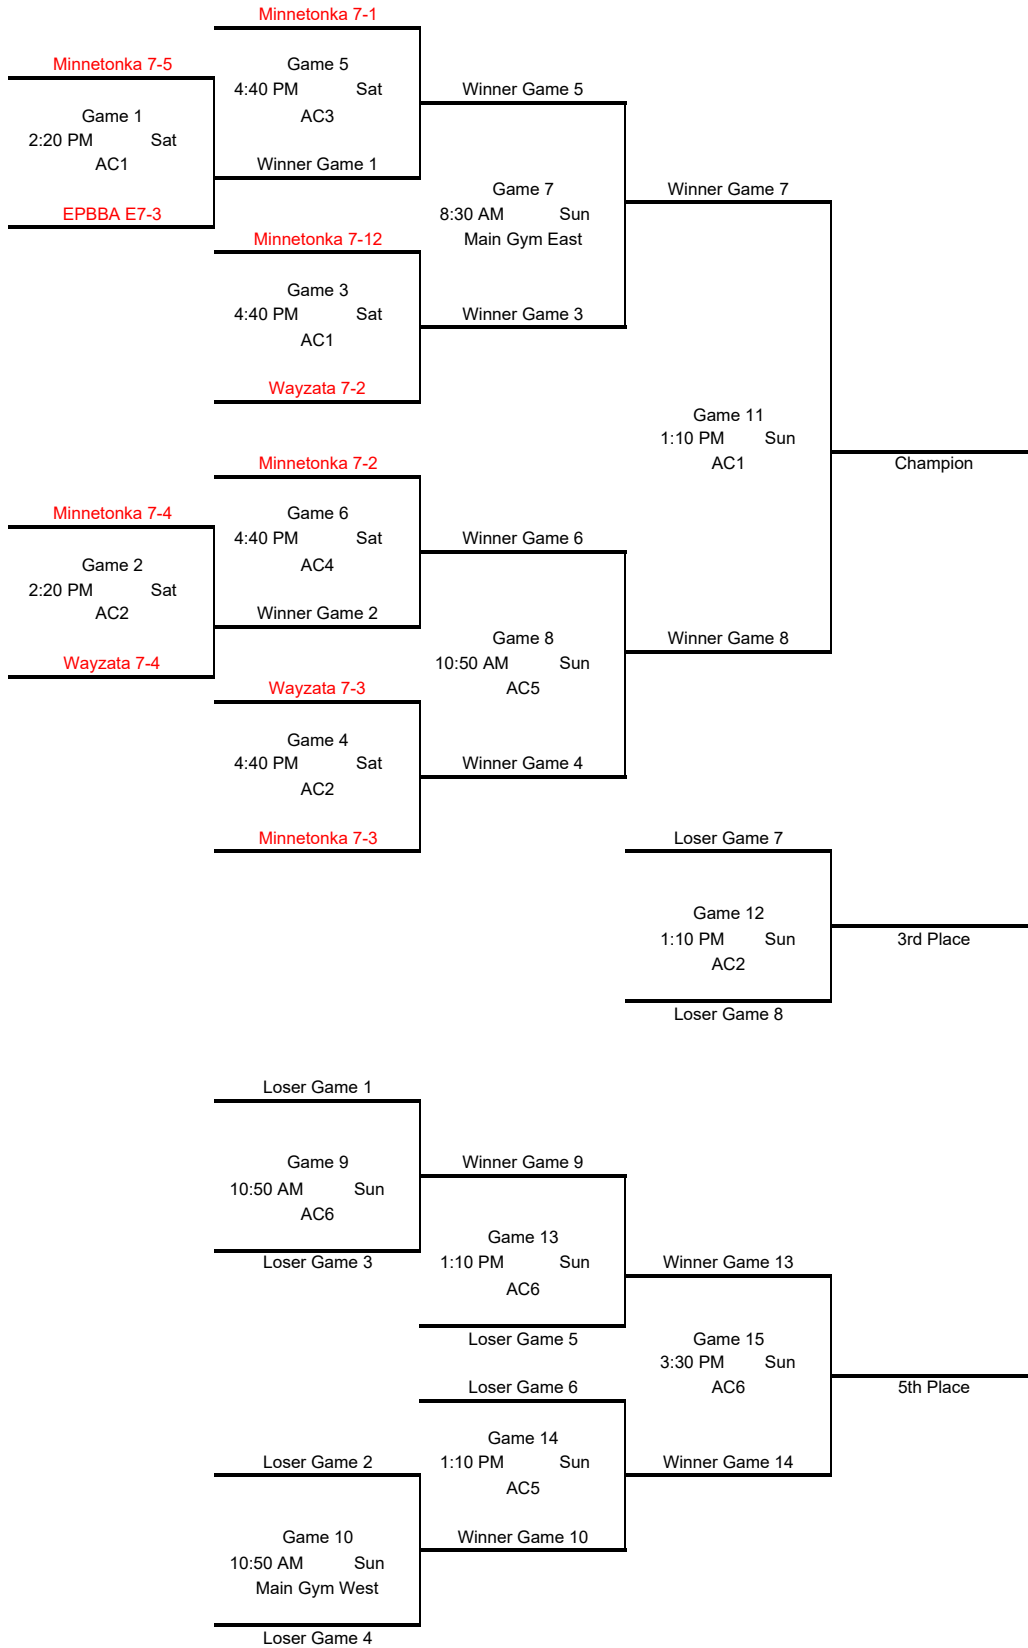 Minnetonka 7-1
Minnetonka 7-5
Game 5
4:40 PM Sat
AC3
Winner Game 5
Game 1
2:20 PM Sat
AC1
Winner Game 1
EPBBA E7-3
Game 7
8:30 AM Sun
Main Gym East
Winner Game 7
Minnetonka 7-12
Game 3
4:40 PM Sat
AC1
Winner Game 3
Wayzata 7-2
Game 11
1:10 PM Sun
AC1
Champion
Minnetonka 7-2
Minnetonka 7-4
Game 6
4:40 PM Sat
AC4
Winner Game 6
Game 2
2:20 PM Sat
AC2
Winner Game 2
Wayzata 7-4
Game 8
10:50 AM Sun
AC5
Winner Game 8
Wayzata 7-3
Game 4
4:40 PM Sat
AC2
Winner Game 4
Minnetonka 7-3
Loser Game 7
Game 12
1:10 PM Sun
AC2
3rd Place
Loser Game 8
Loser Game 1
Game 9
10:50 AM Sun
AC6
Winner Game 9
Loser Game 3
Game 13
1:10 PM Sun
AC6
Winner Game 13
Loser Game 5
Game 15
3:30 PM Sun
AC6
5th Place
Loser Game 6
Game 14
1:10 PM Sun
AC5
Winner Game 14
Loser Game 2
Winner Game 10
Game 10
10:50 AM Sun
Main Gym West
Loser Game 4